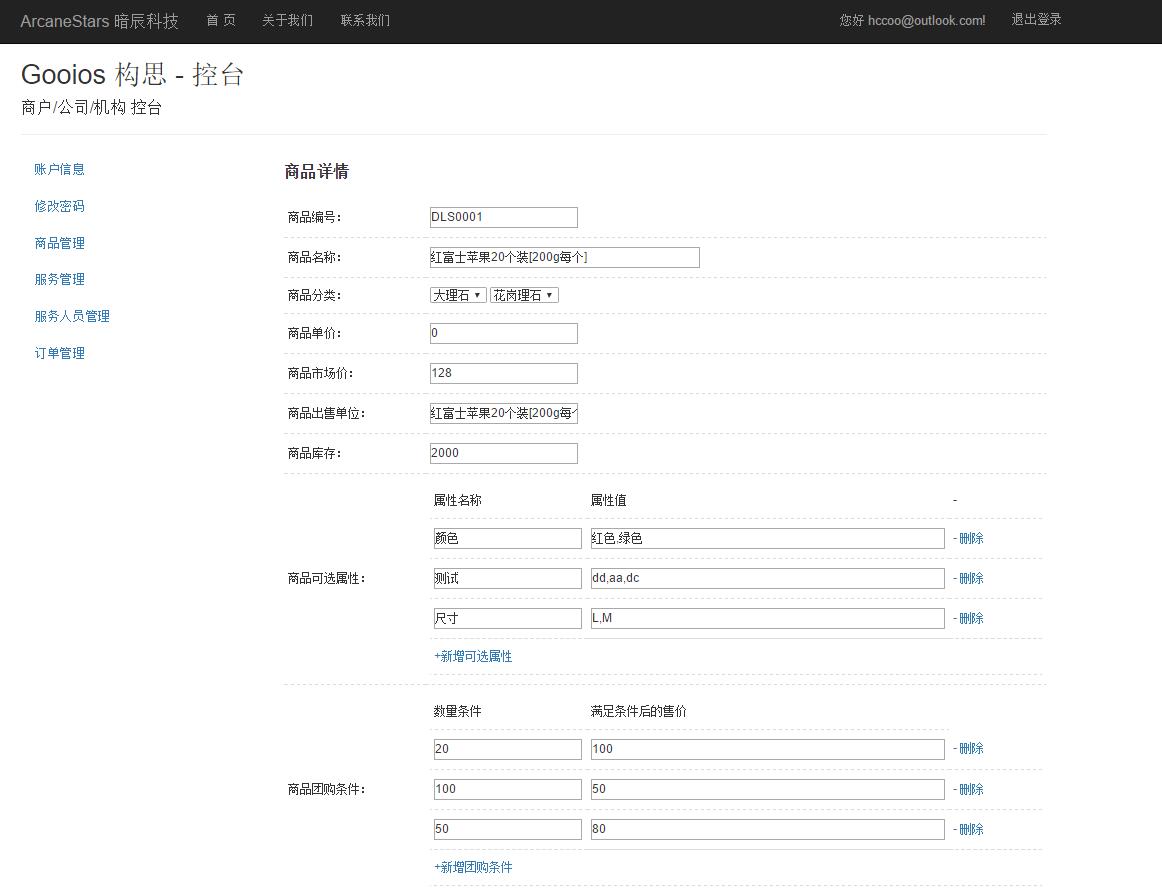 ArcaneStars 暗辰科技 首 页 关于我们 联系我们 您好 hccoo@outlook.com! 退出登录
Gooios 构思 - 控台
商户/公司/机构 控台
账户信息
修改密码
商品管理
服务管理
服务人员管理
订单管理
商品详情
商品编号： DLS0001
商品名称： 红富士苹果20个装[200g每个]
商品分类： 大理石 花岗理石
商品单价： 0
商品市场价： 128
商品出售单位： 红富士苹果20个装[200g每
商品库存： 2000
商品可选属性：
属性名称 属性值 -
颜色 红色,绿色 - 删除
测试 dd,aa,dc - 删除
尺寸 L,M - 删除
+新增可选属性
商品团购条件：
数量条件 满足条件后的售价
20 100 - 删除
100 50 - 删除
50 80 - 删除
+新增团购条件